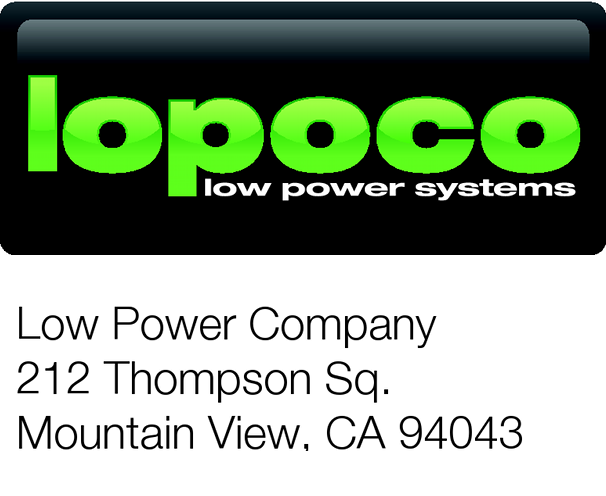 lopoco
low power systems
Low Power Company
212 Thompson Sq.
Mountain View, CA 94043